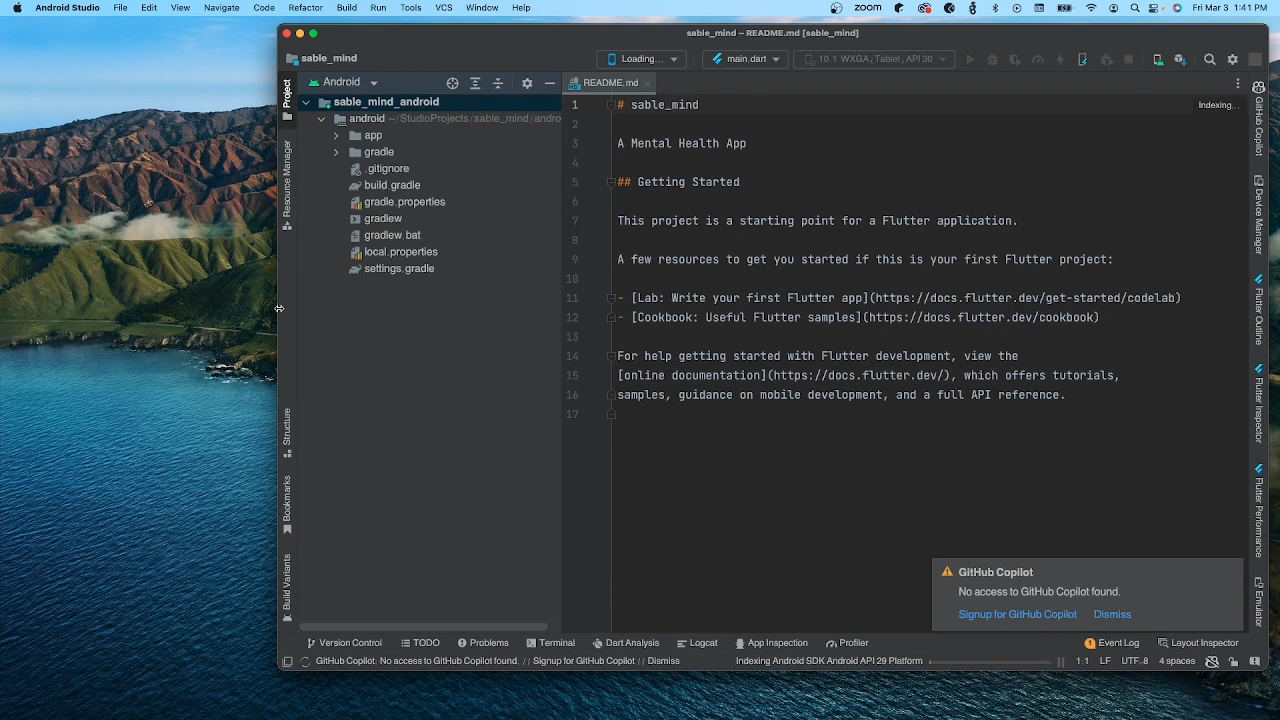 Android Studio File Edit View Navigate Code Refactor Build Run Tools VCS Window Help zoom Fri Mar 3 1:41 PM
sable_mind – README.md [sable_mind]
sable_mind Loading... main.dart 10.1 WXGA_Tablet_API 30
Android README.md
Project
Resource Manager
Structure
Bookmarks
Build Variants
sable_mind_android
android ~/StudioProjects/sable_mind/andro
app
gradle
.gitignore
build.gradle
gradle.properties
gradlew
gradlew.bat
local.properties
settings.gradle
Indexing...
1 # sable_mind
2
3 A Mental Health App
4
5 ## Getting Started
6
7 This project is a starting point for a Flutter application.
8
9 A few resources to get you started if this is your first Flutter project:
10
11 - [Lab: Write your first Flutter app](https://docs.flutter.dev/get-started/codelab)
12 - [Cookbook: Useful Flutter samples](https://docs.flutter.dev/cookbook)
13
14 For help getting started with Flutter development, view the
15 [online documentation](https://docs.flutter.dev/), which offers tutorials,
16 samples, guidance on mobile development, and a full API reference.
17
GitHub Copilot
Device Manager
Flutter Outline
Flutter Inspector
Flutter Performance
Emulator
GitHub Copilot
No access to GitHub Copilot found.
Signup for GitHub Copilot Dismiss
Version Control TODO Problems Terminal Dart Analysis Logcat App Inspection Profiler 1 Event Log Layout Inspector
GitHub Copilot: No access to GitHub Copilot found. // Signup for GitHub Copilot // Dismiss Indexing Android SDK Android API 29 Platform 1:1 LF UTF-8 4 spaces